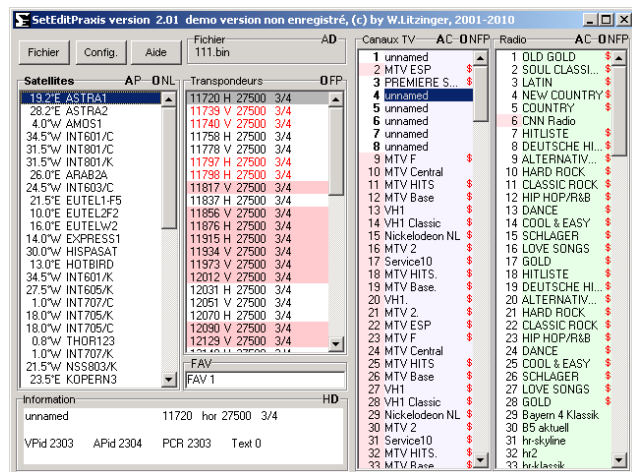 SetEditPraxis version 2.01 demo version non enregistré, (c) by W.Litzinger, 2001-2010
Fichier
Config.
Aide
Fichier AD
111.bin
Satellites AP ONL
19.2°E ASTRA1
28.2°E ASTRA2
4.0°W AMOS1
34.5°W INT601/C
31.5°W INT801/C
31.5°W INT801/K
26.0°E ARAB2A
24.5°W INT603/C
21.5°E EUTEL1-F5
10.0°E EUTEL2F2
16.0°E EUTELW2
14.0°W EXPRESS1
30.0°W HISPASAT
13.0°E HOTBIRD
34.5°W INT601/K
27.5°W INT605/K
1.0°W INT707/C
18.0°W INT705/K
18.0°W INT705/C
0.8°W THOR123
1.0°W INT707/K
21.5°W NSS803/K
23.5°E KOPERN3
Transpondeurs OFP
11720 H 27500 3/4
11739 V 27500 3/4
11740 V 27500 3/4
11758 H 27500 3/4
11778 V 27500 3/4
11797 H 27500 3/4
11798 H 27500 3/4
11817 V 27500 3/4
11837 H 27500 3/4
11856 V 27500 3/4
11876 H 27500 3/4
11915 H 27500 3/4
11934 V 27500 3/4
11973 V 27500 3/4
12012 V 27500 3/4
12031 H 27500 3/4
12051 V 27500 3/4
12070 H 27500 3/4
12090 V 27500 3/4
12129 V 27500 3/4
FAV
FAV 1
Canaux TV AC ONFP
1 unnamed
2 MTV ESP $
3 PREMIERE S... $
4 unnamed
5 unnamed
6 unnamed
7 unnamed
8 unnamed
9 MTV F $
10 MTV Central
11 MTV HITS $
12 MTV Base $
13 VH1 $
14 VH1 Classic $
15 Nickelodeon NL $
16 MTV 2 $
17 Service10 $
18 MTV HITS. $
19 MTV Base. $
20 VH1. $
21 MTV 2. $
22 MTV ESP $
23 MTV F $
24 MTV Central
25 MTV HITS $
26 MTV Base $
27 VH1 $
28 VH1 Classic $
29 Nickelodeon NL $
30 MTV 2 $
31 Service10 $
32 MTV HITS. $
33 MTV Base $
Radio AC ONFP
1 OLD GOLD $
2 SOUL CLASSI... $
3 LATIN $
4 NEW COUNTRY $
5 COUNTRY $
6 CNN Radio
7 HITLISTE $
8 DEUTSCHE HI... $
9 ALTERNATIV... $
10 HARD ROCK $
11 CLASSIC ROCK $
12 HIP HOP/R&B $
13 DANCE $
14 COOL & EASY $
15 SCHLAGER $
16 LOVE SONGS $
17 GOLD $
18 HITLISTE $
19 DEUTSCHE HI... $
20 ALTERNATIV... $
21 HARD ROCK $
22 CLASSIC ROCK $
23 HIP HOP/R&B $
24 DANCE $
25 COOL & EASY $
26 SCHLAGER $
27 LOVE SONGS $
28 GOLD $
29 Bayern 4 Klassik
30 B5 aktuell
31 hr-skyline
32 hr2
33 hr-klassik
Information HD
unnamed 11720 hor 27500 3/4
VPid 2303 APid 2304 PCR 2303 Text 0